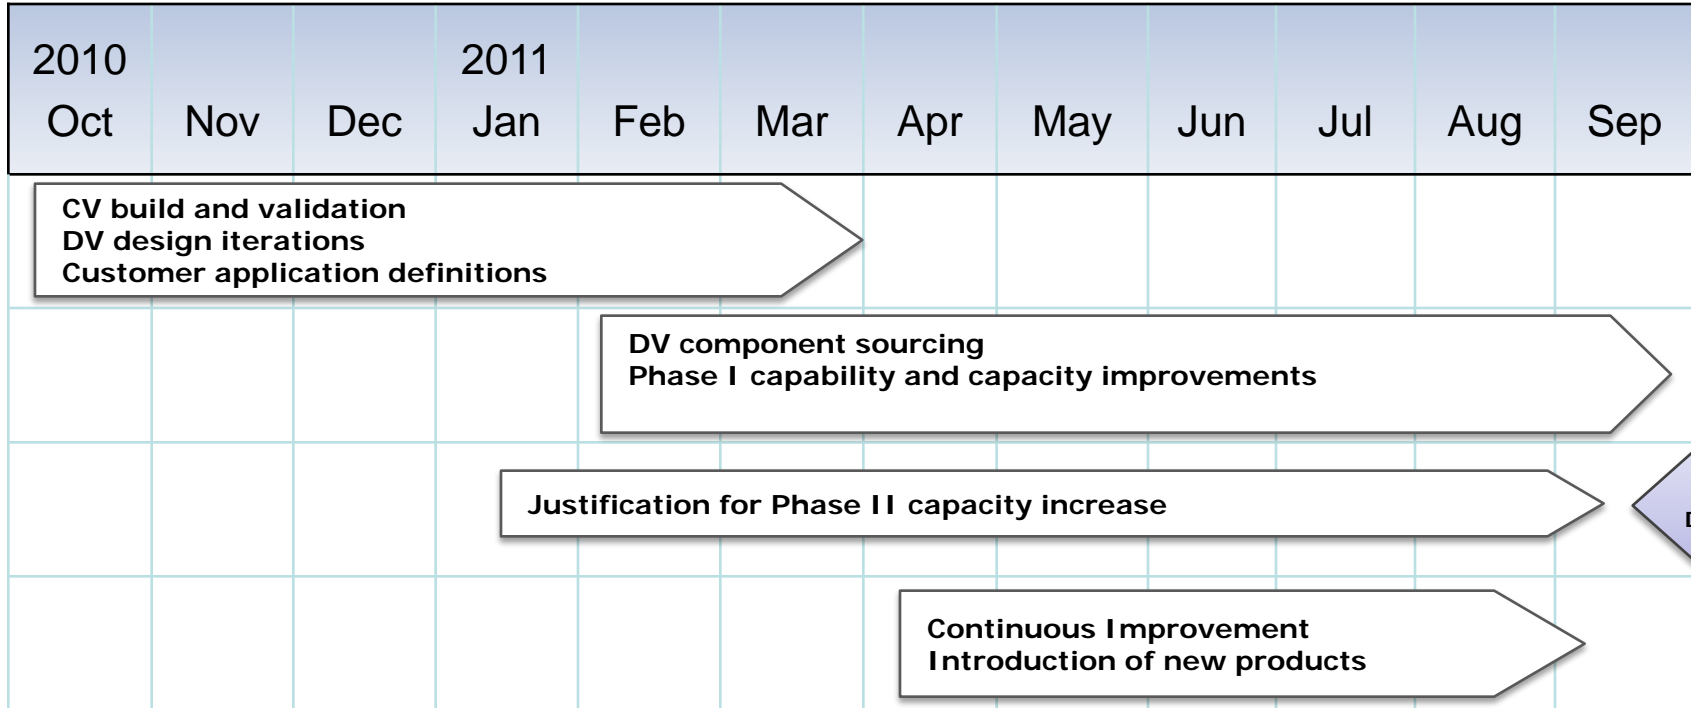 2010 2011
Oct Nov Dec Jan Feb Mar Apr May Jun Jul Aug Sep
CV build and validation
DV design iterations
Customer application definitions
DV component sourcing
Phase I capability and capacity improvements
Justification for Phase II capacity increase
Continuous Improvement
Introduction of new products